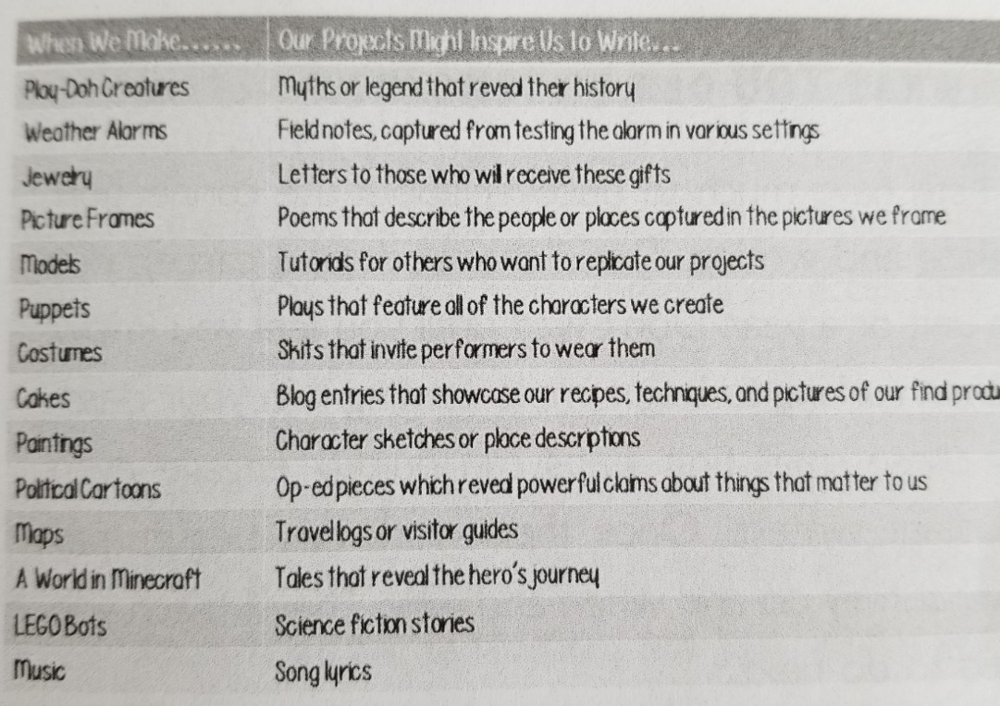 When We Make...... Our Projects Might Inspire Us to Write...
Play-Doh Creatures Myths or legend that reveal their history
Weather Alarms Field notes, captured from testing the alarm in various settings
Jewelry Letters to those who will receive these gifts
Picture Frames Poems that describe the people or places captured in the pictures we frame
Models Tutorials for others who want to replicate our projects
Puppets Plays that feature all of the characters we create
Costumes Skits that invite performers to wear them
Cakes Blog entries that showcase our recipes, techniques, and pictures of our final produ
Paintings Character sketches or place descriptions
Political Cartoons Op-ed pieces which reveal powerful claims about things that matter to us
Maps Travel logs or visitor guides
A World in Minecraft Tales that reveal the hero's journey
LEGO Bots Science fiction stories
Music Song lyrics